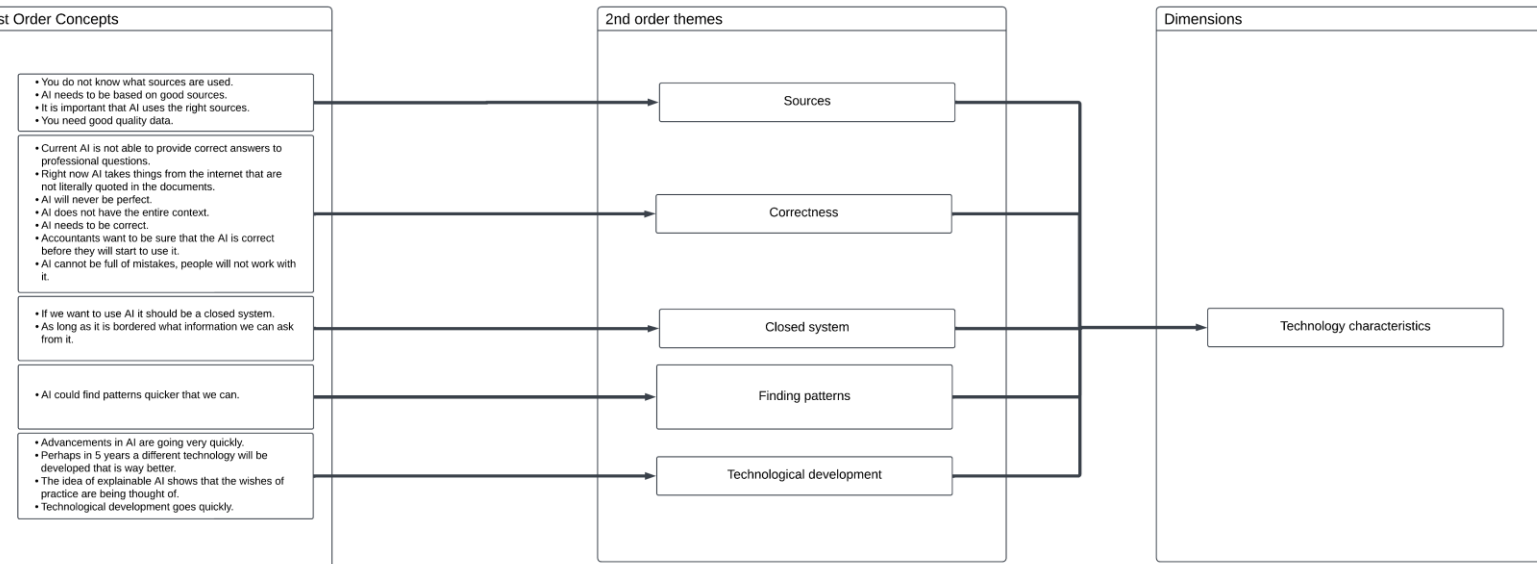 st Order Concepts
2nd order themes
Dimensions
• You do not know what sources are used.
• AI needs to be based on good sources.
• It is important that AI uses the right sources.
• You need good quality data.
Sources
• Current AI is not able to provide correct answers to
professional questions.
• Right now AI takes things from the internet that are
not literally quoted in the documents.
• AI will never be perfect.
• AI does not have the entire context.
• AI needs to be correct.
• Accountants want to be sure that the AI is correct
before they will start to use it.
• AI cannot be full of mistakes, people will not work with
it.
Correctness
• If we want to use AI it should be a closed system.
• As long as it is bordered what information we can ask
from it.
Closed system
Technology characteristics
• AI could find patterns quicker that we can.
Finding patterns
• Advancements in AI are going very quickly.
• Perhaps in 5 years a different technology will be
developed that is way better.
• The idea of explainable AI shows that the wishes of
practice are being thought of.
• Technological development goes quickly.
Technological development